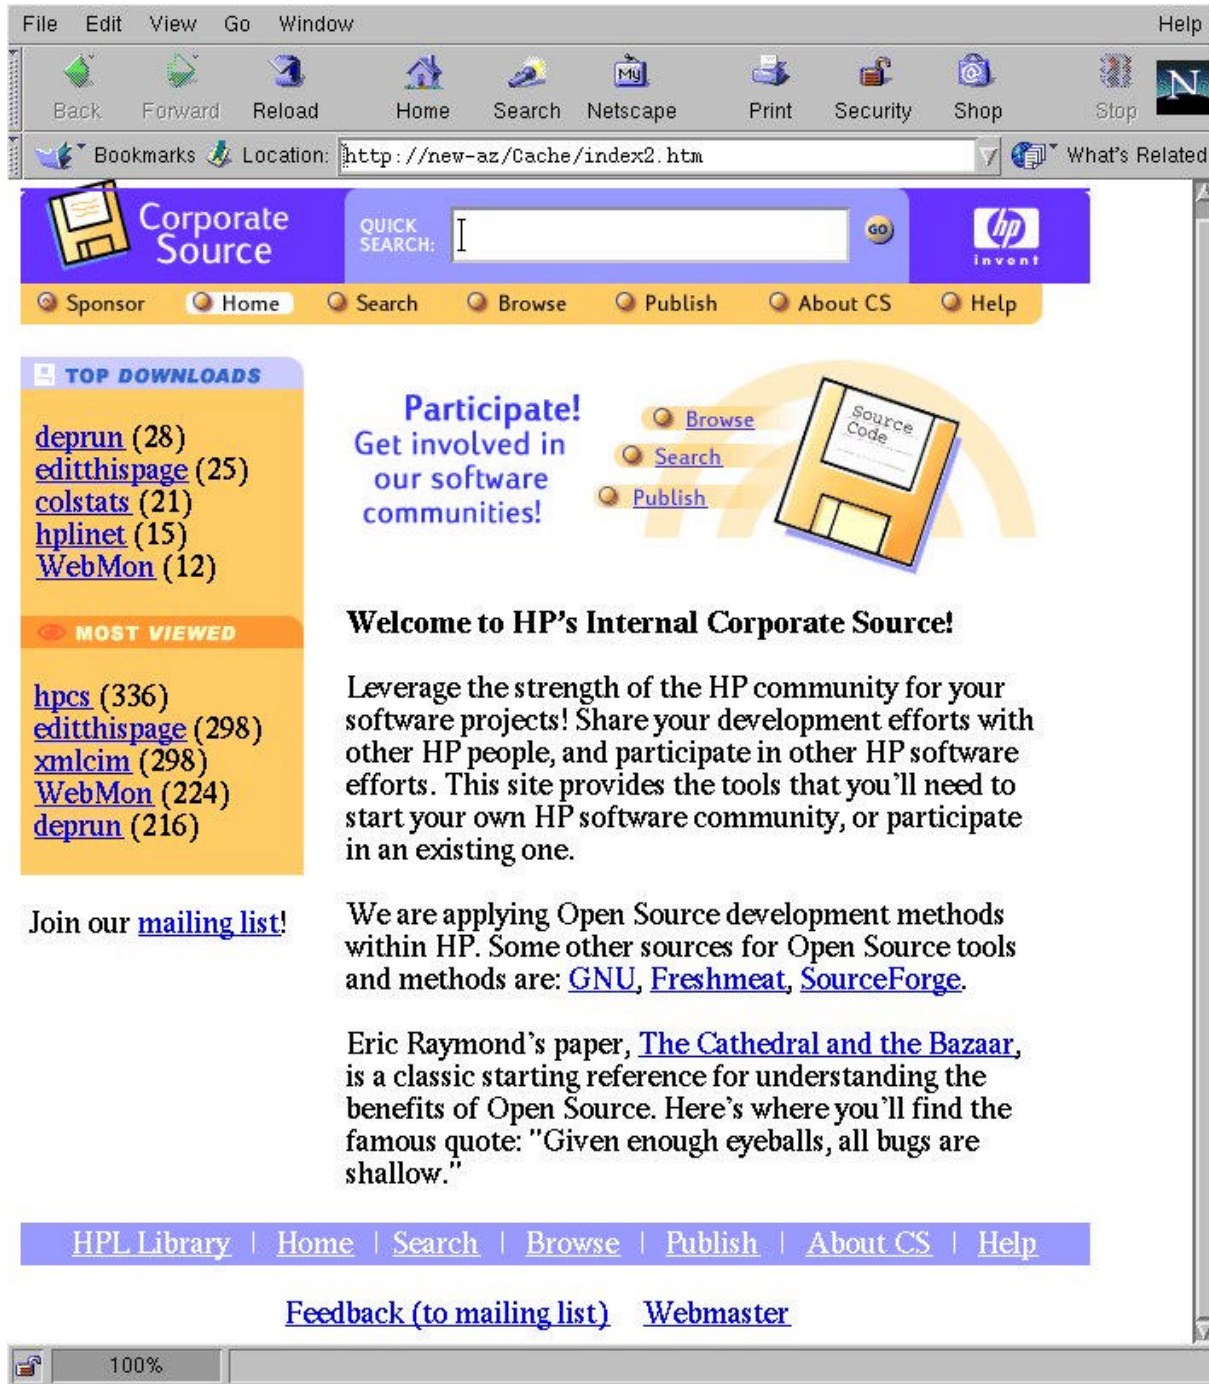 File Edit View Go Window Help
Back Forward Reload Home Search Netscape Print Security Shop Stop
My
N
Bookmarks Location: http://new-az/Cache/index2.htm What's Related
Corporate
Source
QUICK
SEARCH:
GO
hp
invent
Sponsor Home Search Browse Publish About CS Help
TOP DOWNLOADS
deprun (28)
editthispage (25)
colstats (21)
hplinet (15)
WebMon (12)
MOST VIEWED
hpcs (336)
editthispage (298)
xmlcim (298)
WebMon (224)
deprun (216)
Join our mailing list!
Participate!
Get involved in
our software
communities!
Browse
Search
Publish
Source
Code
Welcome to HP's Internal Corporate Source!
Leverage the strength of the HP community for your
software projects! Share your development efforts with
other HP people, and participate in other HP software
efforts. This site provides the tools that you'll need to
start your own HP software community, or participate
in an existing one.
We are applying Open Source development methods
within HP. Some other sources for Open Source tools
and methods are: GNU, Freshmeat, SourceForge.
Eric Raymond's paper, The Cathedral and the Bazaar,
is a classic starting reference for understanding the
benefits of Open Source. Here's where you'll find the
famous quote: "Given enough eyeballs, all bugs are
shallow."
HPL Library | Home | Search | Browse | Publish | About CS | Help
Feedback (to mailing list) Webmaster
100%